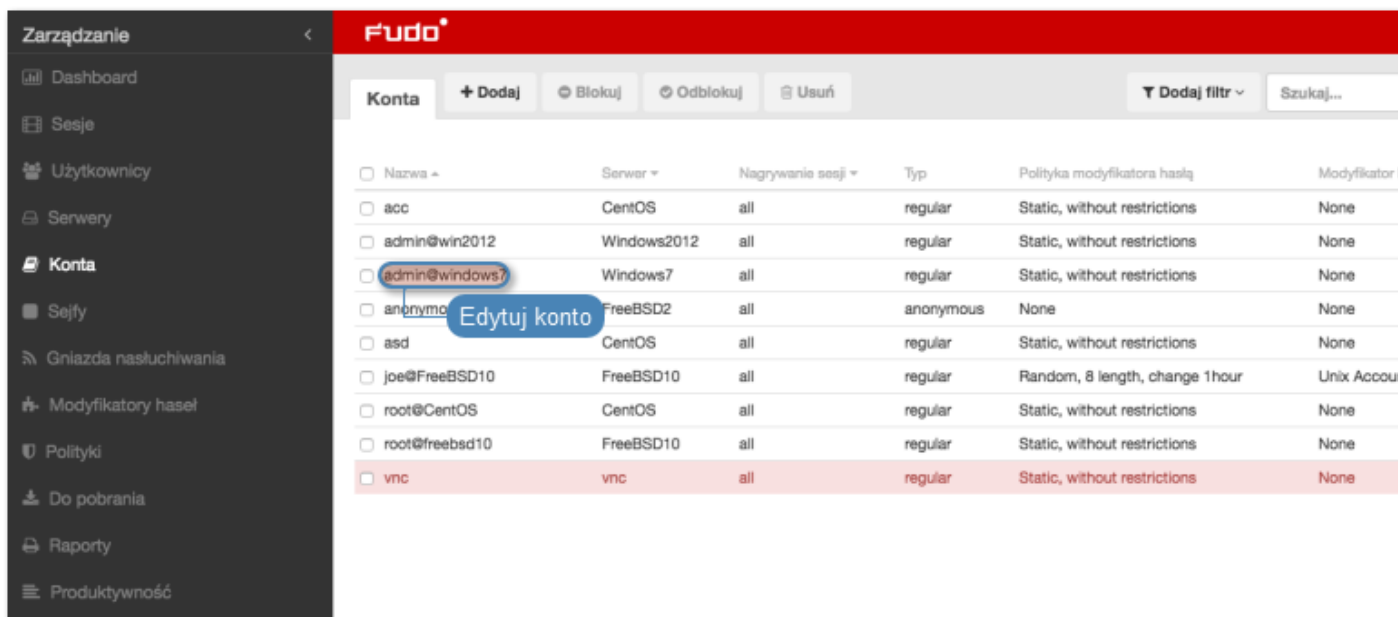 Zarządzanie
Dashboard
Sesje
Użytkownicy
Serwery
Konta
Sejfy
Gniazda nasłuchiwania
Modyfikatory haseł
Polityki
Do pobrania
Raporty
Produktywność
FUDO
Konta + Dodaj Blokuj Odblokuj Usuń Dodaj filtr Szukaj...
Nazwa Serwer Nagrywanie sesji Typ Polityka modyfikatora hasłą Modyfikator
acc CentOS all regular Static, without restrictions None
admin@win2012 Windows2012 all regular Static, without restrictions None
admin@windows7 Windows7 all regular Static, without restrictions None
anonymo FreeBSD2 all anonymous None None
Edytuj konto
asd CentOS all regular Static, without restrictions None
joe@FreeBSD10 FreeBSD10 all regular Random, 8 length, change 1hour Unix Accou
root@CentOS CentOS all regular Static, without restrictions None
root@freebsd10 FreeBSD10 all regular Static, without restrictions None
vnc vnc all regular Static, without restrictions None